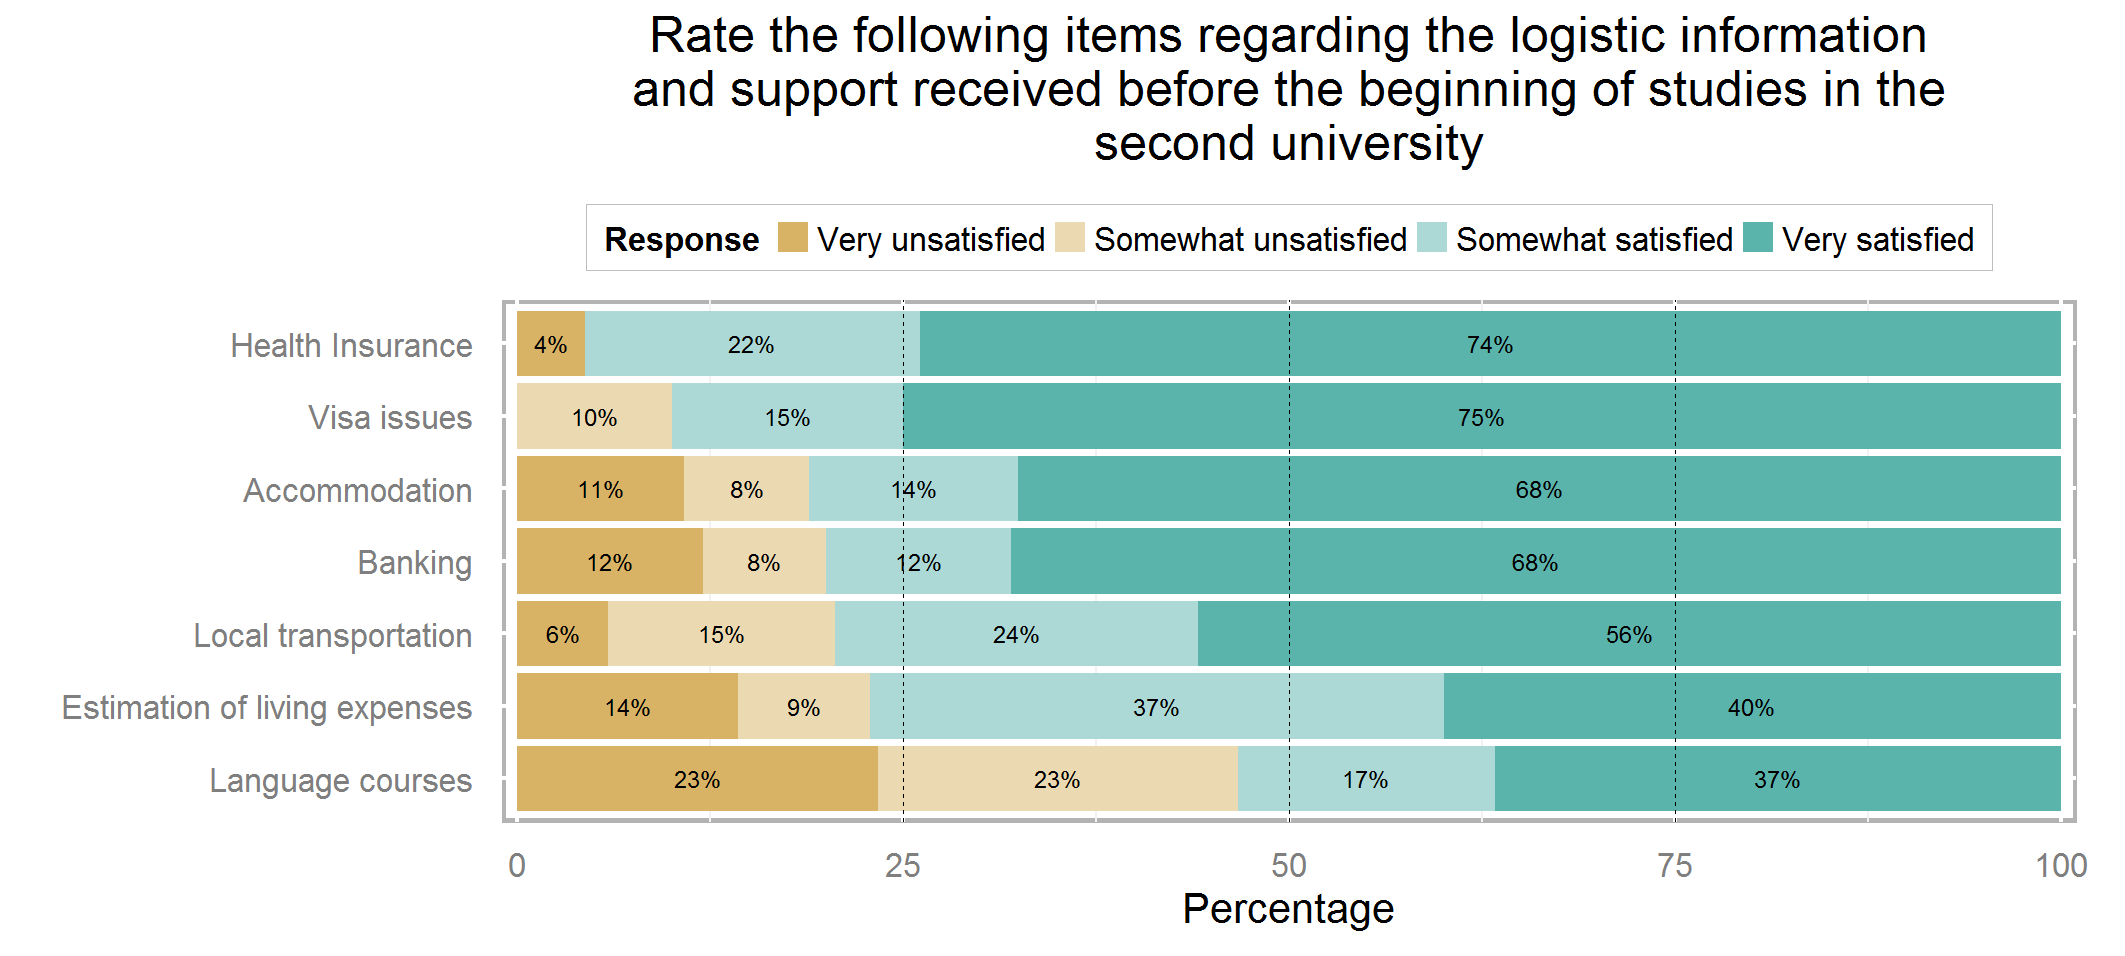 Rate the following items regarding the logistic information
and support received before the beginning of studies in the
second university
Response Very unsatisfied Somewhat unsatisfied Somewhat satisfied Very satisfied
Health Insurance 4% 22% 74%
Visa issues 10% 15% 75%
Accommodation 11% 8% 14% 68%
Banking 12% 8% 12% 68%
Local transportation 6% 15% 24% 56%
Estimation of living expenses 14% 9% 37% 40%
Language courses 23% 23% 17% 37%
0 25 50 75 100
Percentage